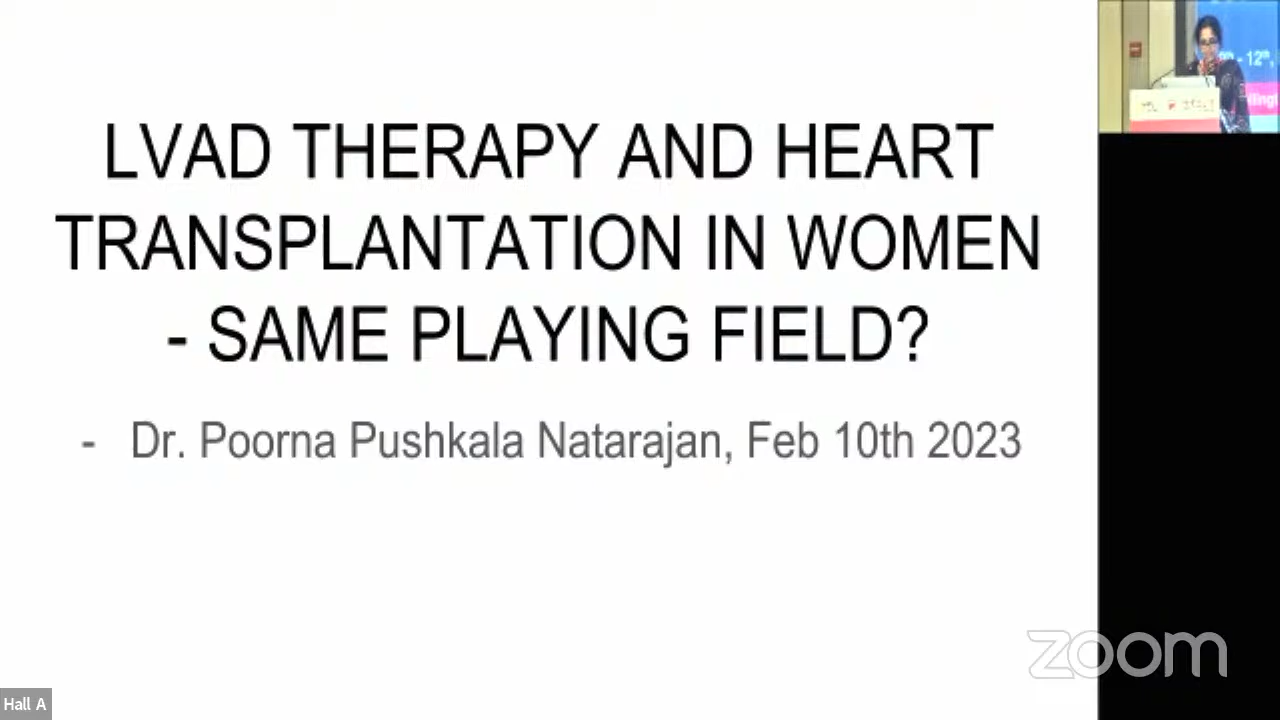 LVAD THERAPY AND HEART
TRANSPLANTATION IN WOMEN
- SAME PLAYING FIELD?
- Dr. Poorna Pushkala Natarajan, Feb 10th 2023
- 12th,
zoom
Hall A